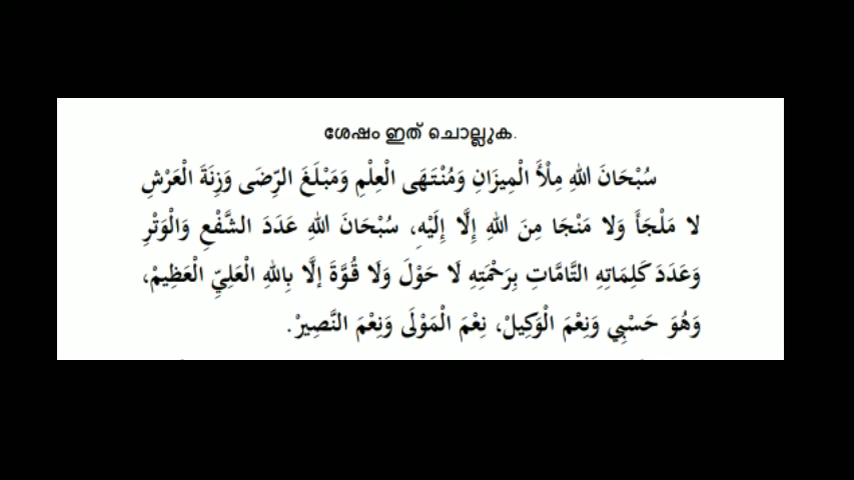 ശേഷം ഇത് ചൊല്ലുക.
سُبْحَانَ اللهِ مِلْأَ الْمِيزَانِ وَمُنْتَهَى الْعِلْمِ وَمَبْلَغَ الرِّضَى وَزِنَةَ الْعَرْشِ
لا مَلْجَأَ وَلا مَنْجَا مِنَ اللهِ إِلَّا إِلَيْهِ، سُبْحَانَ اللهِ عَدَدَ الشَّفْعِ وَالْوَتْرِ
وَعَدَدَ كَلِمَاتِهِ التَّامَّاتِ بِرَحْمَتِهِ لَا حَوْلَ وَلَا قُوَّةَ إلَّا بِاللهِ الْعَلِيِّ الْعَظِيمْ،
وَهُوَ حَسْبِي وَنِعْمَ الْوَكِيلْ، نِعْمَ الْمَوْلَى وَنِعْمَ النَّصِيرْ.